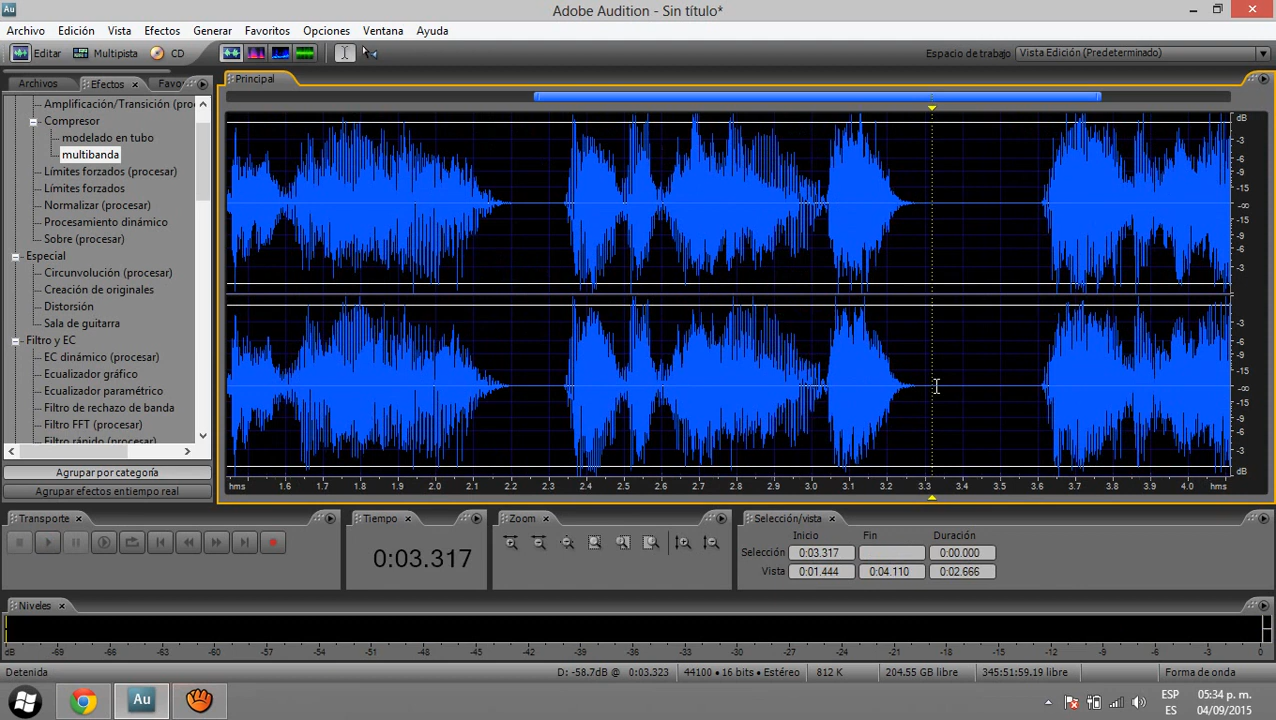 Au Adobe Audition - Sin título*
Archivo Edición Vista Efectos Generar Favoritos Opciones Ventana Ayuda
Editar Multipista CD Espacio de trabajo Vista Edición (Predeterminado)
Archivos Efectos Favo
Principal
Amplificación/Transición (proc
Compresor
modelado en tubo
multibanda
Límites forzados (procesar)
Límites forzados
Normalizar (procesar)
Procesamiento dinámico
Sobre (procesar)
Especial
Circunvolución (procesar)
Creación de originales
Distorsión
Sala de guitarra
Filtro y EC
EC dinámico (procesar)
Ecualizador gráfico
Ecualizador paramétrico
Filtro de rechazo de banda
Filtro FFT (procesar)
Filtro rápido (procesar)
Agrupar por categoría
Agrupar efectos en tiempo real
dB
-3
-6
-9
-15
-∞
-15
-9
-6
-3
-3
-6
-9
-15
-∞
-15
-9
-6
-3
dB
hms 1.6 1.7 1.8 1.9 2.0 2.1 2.2 2.3 2.4 2.5 2.6 2.7 2.8 2.9 3.0 3.1 3.2 3.3 3.4 3.5 3.6 3.7 3.8 3.9 4.0 hms
Transporte Tiempo Zoom Selección/vista
0:03.317
Inicio Fin Duración
Selección 0:03.317 0:00.000
Vista 0:01.444 0:04.110 0:02.666
Niveles
dB -69 -66 -63 -60 -57 -54 -51 -48 -45 -42 -39 -36 -33 -30 -27 -24 -21 -18 -15 -12 -9 -6 -3 0
Detenida D: -58.7dB @ 0:03.323 44100 • 16 bits • Estéreo 812 K 204.55 GB libre 345:51:59.19 libre Forma de onda
Au ESP 05:34 p. m.
ES 04/09/2015